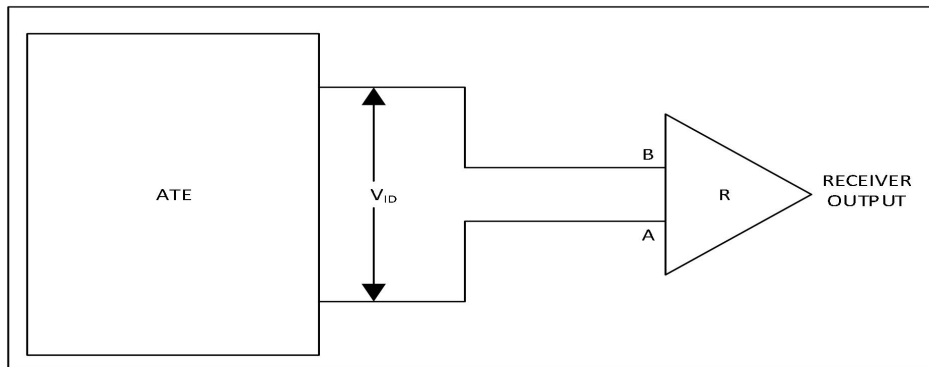 ATE
VID
B
A
R
RECEIVER
OUTPUT